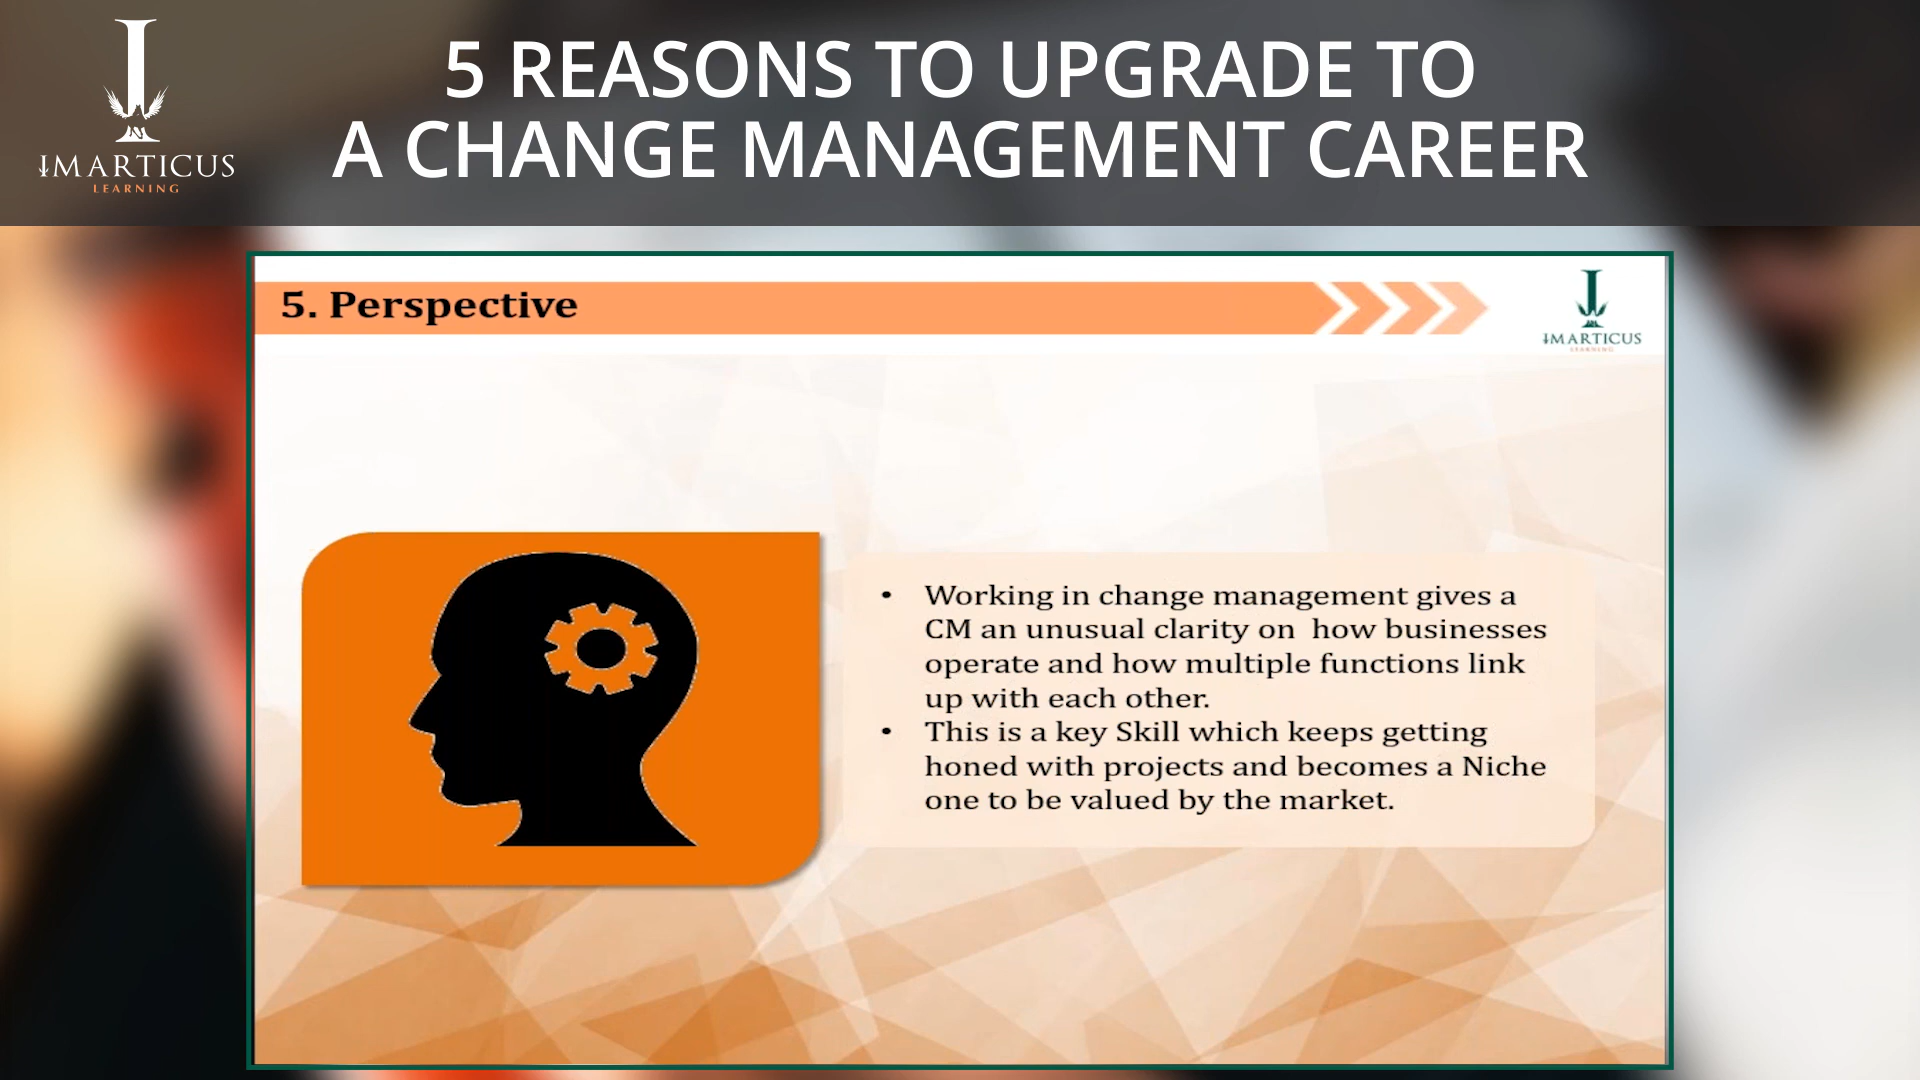 IMARTICUS
LEARNING
5 REASONS TO UPGRADE TO
A CHANGE MANAGEMENT CAREER
5. Perspective
IMARTICUS
LEARNING
• Working in change management gives a
CM an unusual clarity on how businesses
operate and how multiple functions link
up with each other.
• This is a key Skill which keeps getting
honed with projects and becomes a Niche
one to be valued by the market.